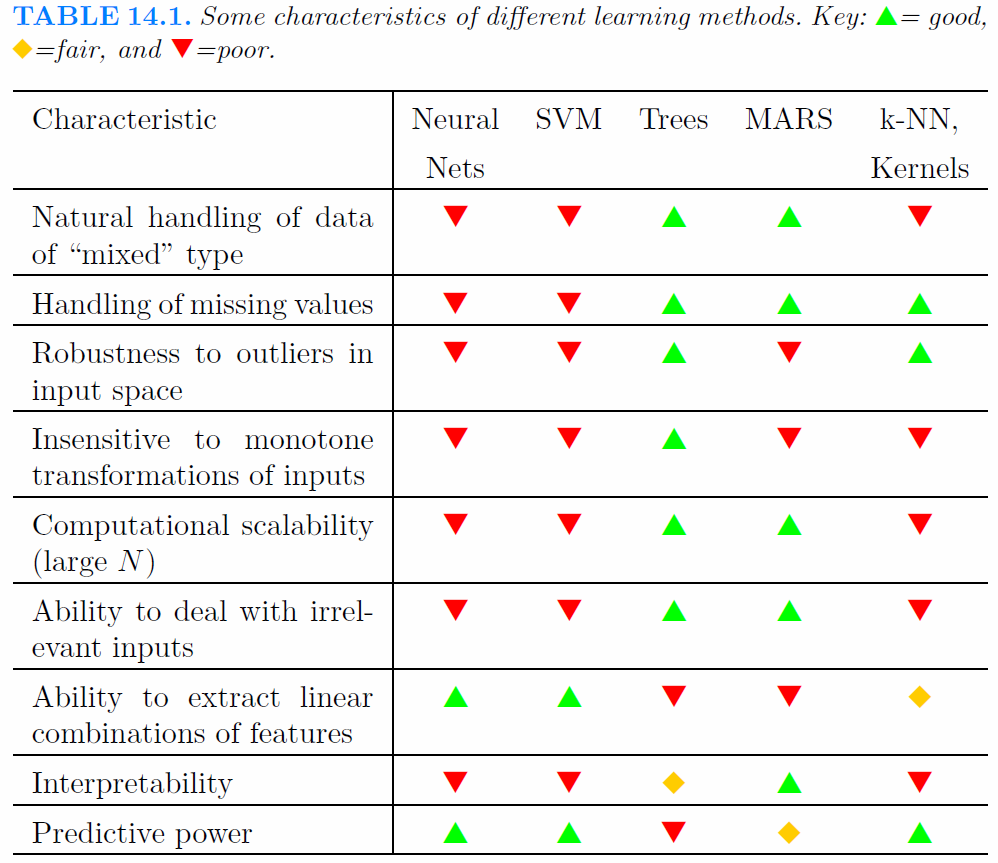 TABLE 14.1. Some characteristics of different learning methods. Key: ▲= good,
◆=fair, and ▼=poor.
Characteristic Neural SVM Trees MARS k-NN,
Nets Kernels
Natural handling of data ▼ ▼ ▲ ▲ ▼
of “mixed” type
Handling of missing values ▼ ▼ ▲ ▲ ▲
Robustness to outliers in ▼ ▼ ▲ ▼ ▲
input space
Insensitive to monotone ▼ ▼ ▲ ▼ ▼
transformations of inputs
Computational scalability ▼ ▼ ▲ ▲ ▼
(large N)
Ability to deal with irrel- ▼ ▼ ▲ ▲ ▼
evant inputs
Ability to extract linear ▲ ▲ ▼ ▼ ◆
combinations of features
Interpretability ▼ ▼ ◆ ▲ ▼
Predictive power ▲ ▲ ▼ ◆ ▲